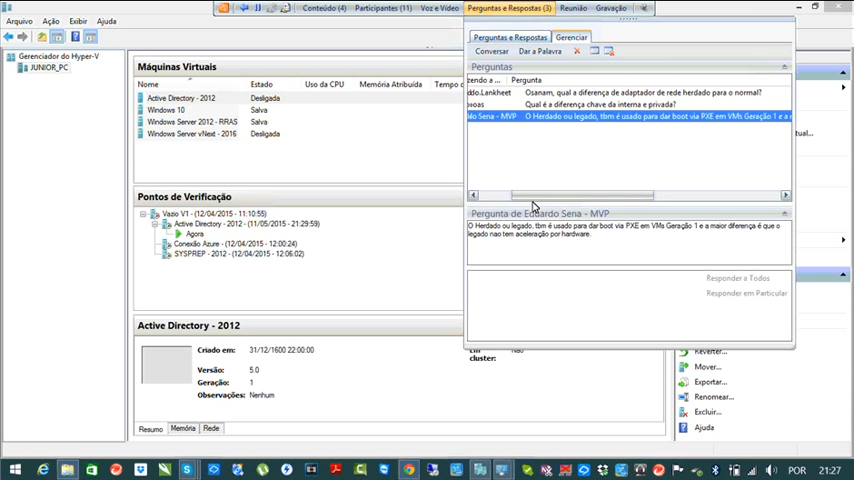 Conteúdo (4) Participantes (11) Voz e Vídeo Perguntas e Respostas (3) Reunião Gravação
Arquivo Ação Exibir Ajuda
Gerenciador do Hyper-V
JUNIOR_PC
Máquinas Virtuais
Nome Estado Uso da CPU Memória Atribuída Tempo d
Active Directory - 2012 Desligada
Windows 10 Salva
Windows Server 2012 - RRAS Salva
Windows Server vNext - 2016 Desligada
Pontos de Verificação
Vazio V1 - (12/04/2015 - 11:10:55)
Active Directory - 2012 - (11/05/2015 - 21:29:59)
Agora
Conexão Azure - (12/04/2015 - 12:00:24)
SYSPREP - 2012 - (12/04/2015 - 12:06:02)
Active Directory - 2012
Criado em: 31/12/1600 22:00:00
Em cluster: Não
Versão: 5.0
Geração: 1
Observações: Nenhum
Resumo Memória Rede
Perguntas e Respostas Gerenciar
Conversar Dar a Palavra
Perguntas
zendo a ... Pergunta
ddo.Lankheet Osanam, qual a diferença de adaptador de rede herdado para o normal?
Qual é a diferença chave da interna e privada?
do Sena - MVP O Herdado ou legado, tbm é usado para dar boot via PXE em VMs Geração 1 e a m
Pergunta de Eduardo Sena - MVP
O Herdado ou legado, tbm é usado para dar boot via PXE em VMs Geração 1 e a maior diferença é que o
legado nao tem aceleração por hardware.
Responder a Todos
Responder em Particular
tual...
Reverter...
Mover...
Exportar...
Renomear...
Excluir...
Ajuda
POR 21:27